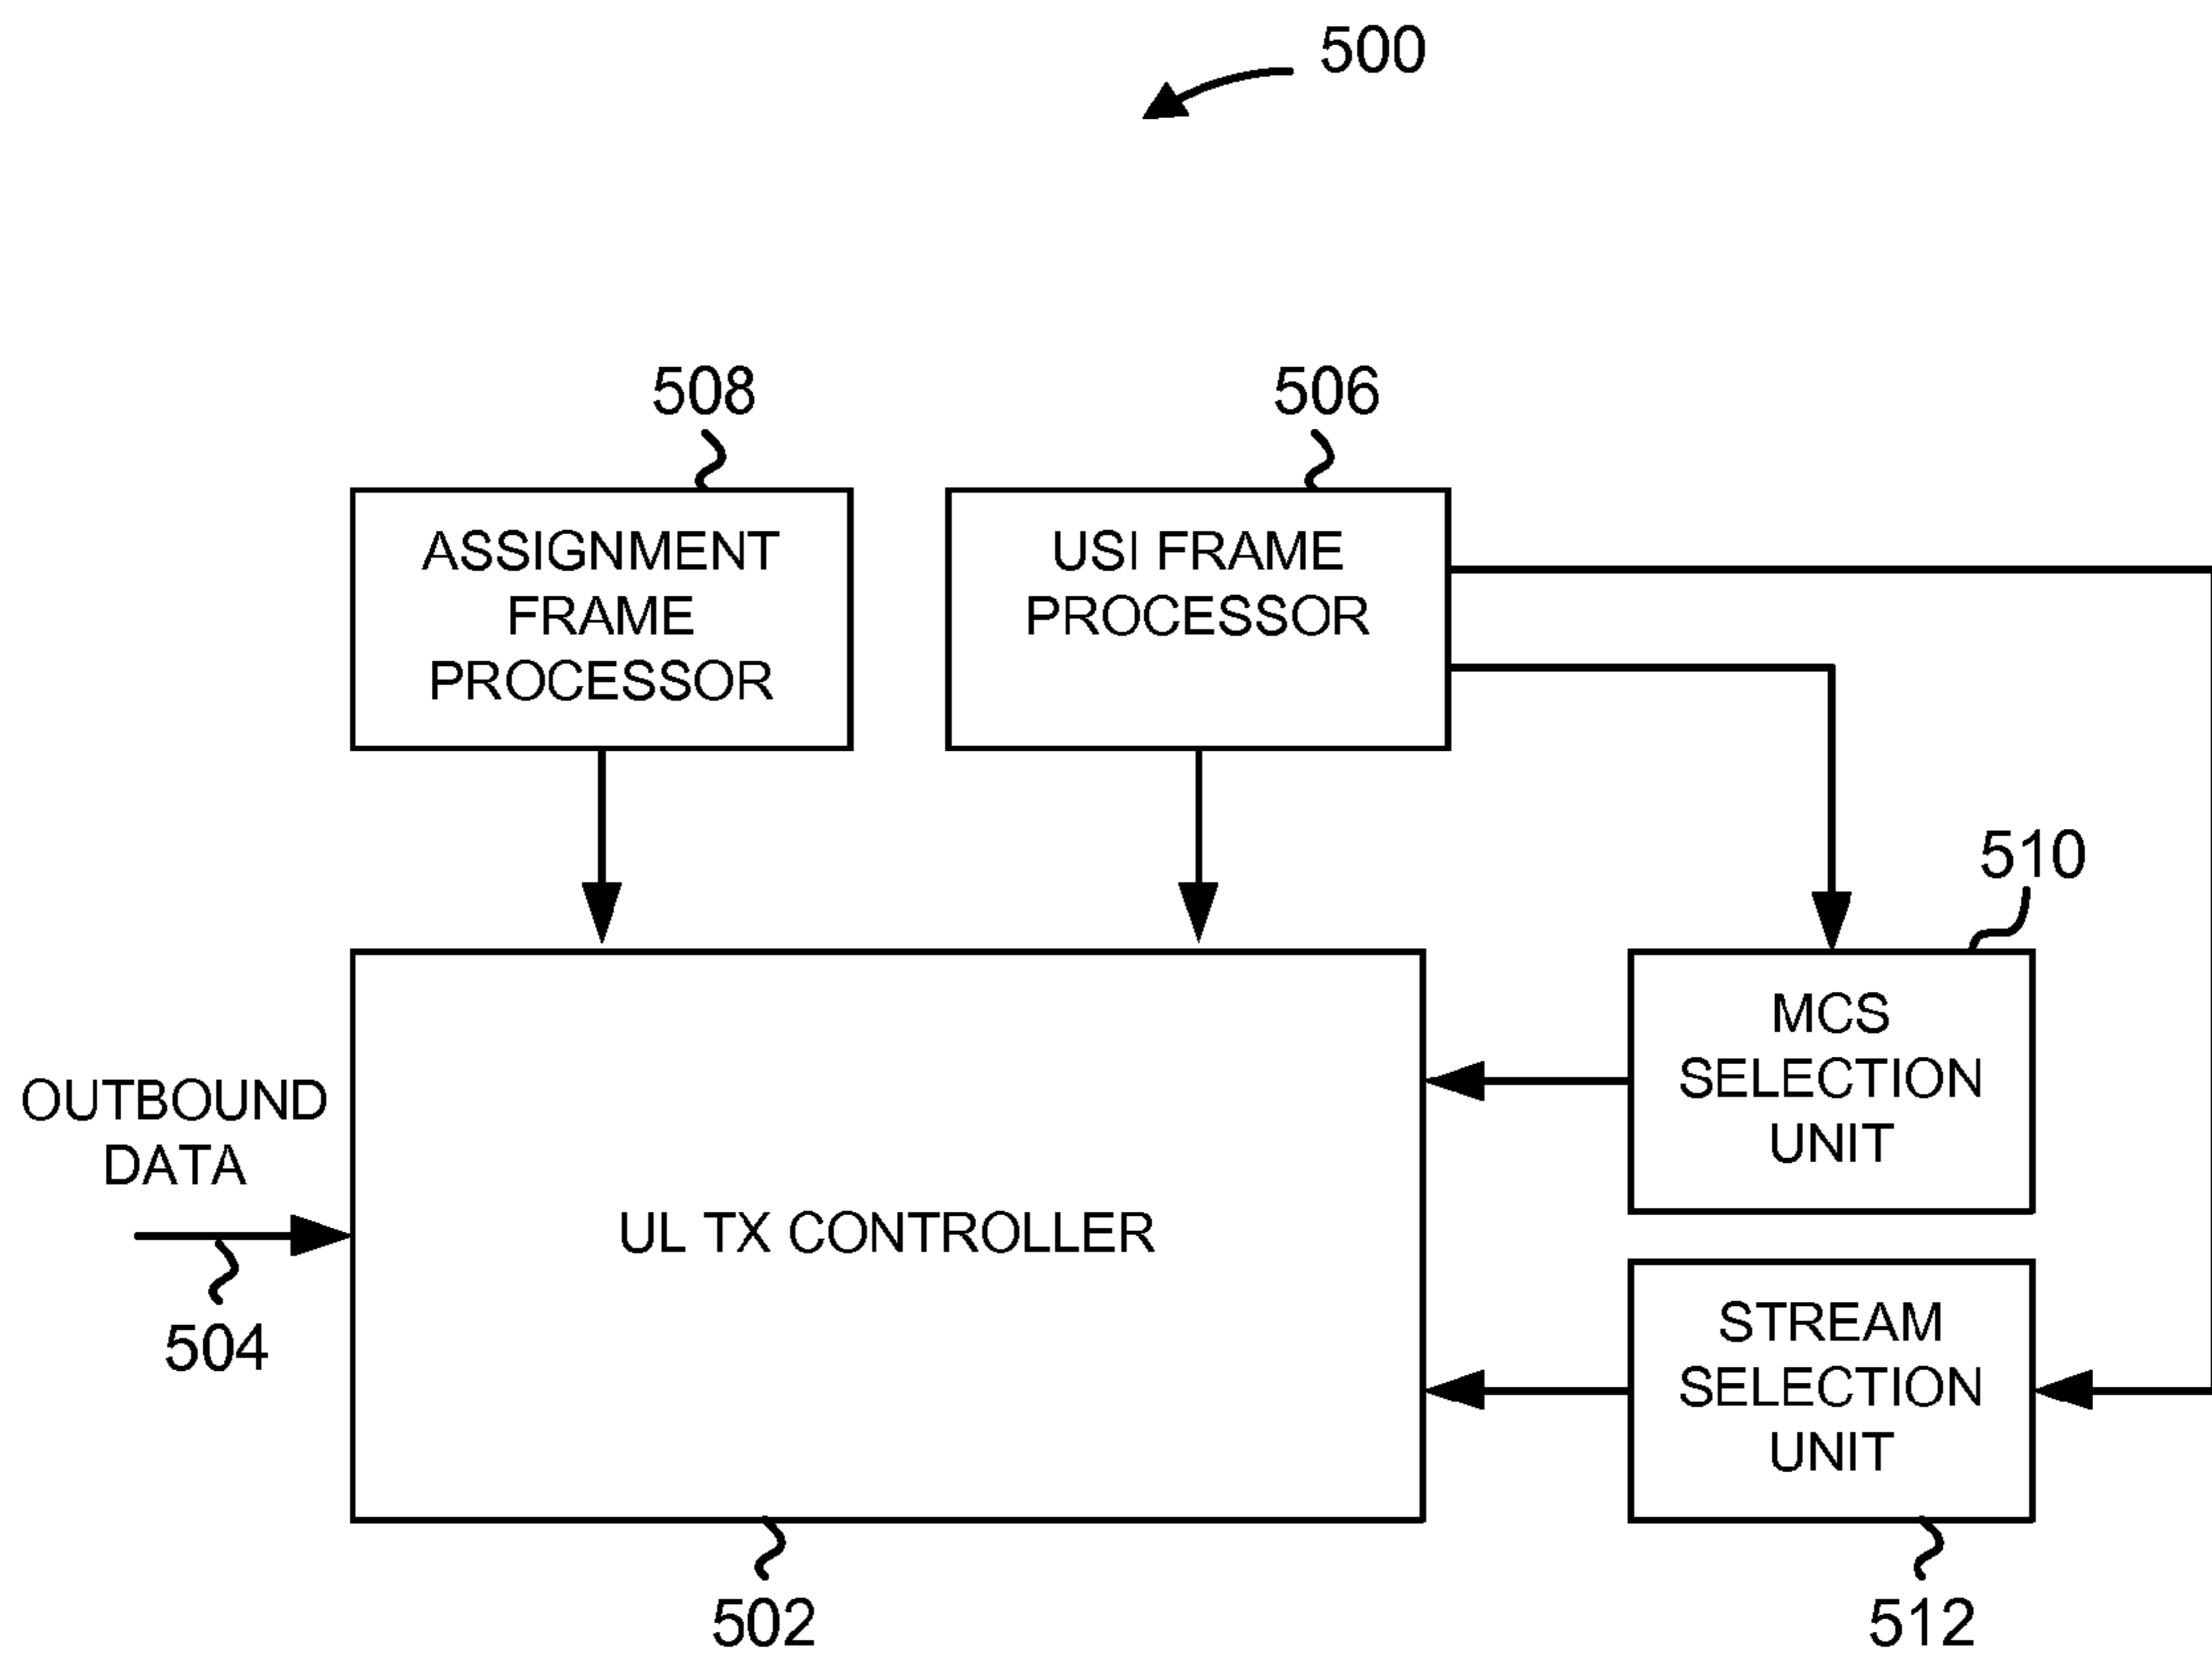 500
508
506
ASSIGNMENT
FRAME
PROCESSOR
USI FRAME
PROCESSOR
510
MCS
SELECTION
UNIT
OUTBOUND
DATA
504
UL TX CONTROLLER
STREAM
SELECTION
UNIT
502
512